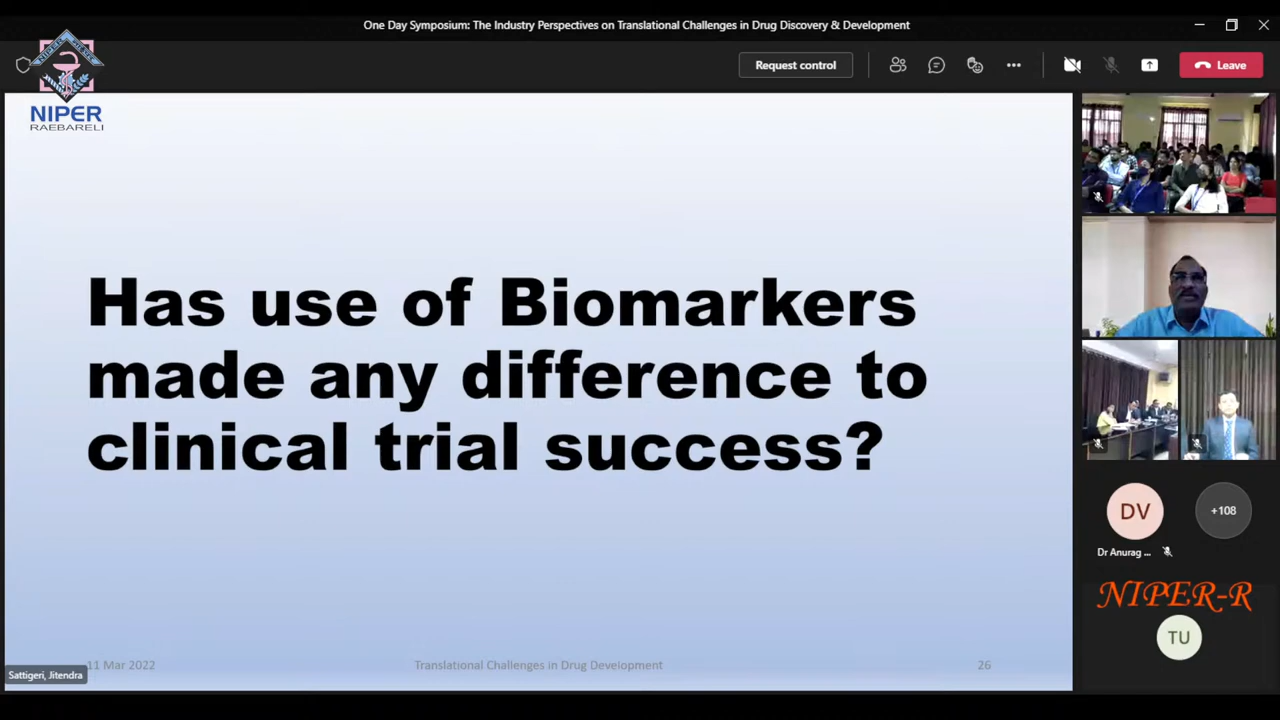 One Day Symposium: The Industry Perspectives on Translational Challenges in Drug Discovery & Development
NIPER
RAEBARELI
Request control
Leave
Has use of Biomarkers
made any difference to
clinical trial success?
11 Mar 2022
Translational Challenges in Drug Development
26
Sattigeri, Jitendra
DV
+108
Dr Anurag ...
NIPER-R
TU